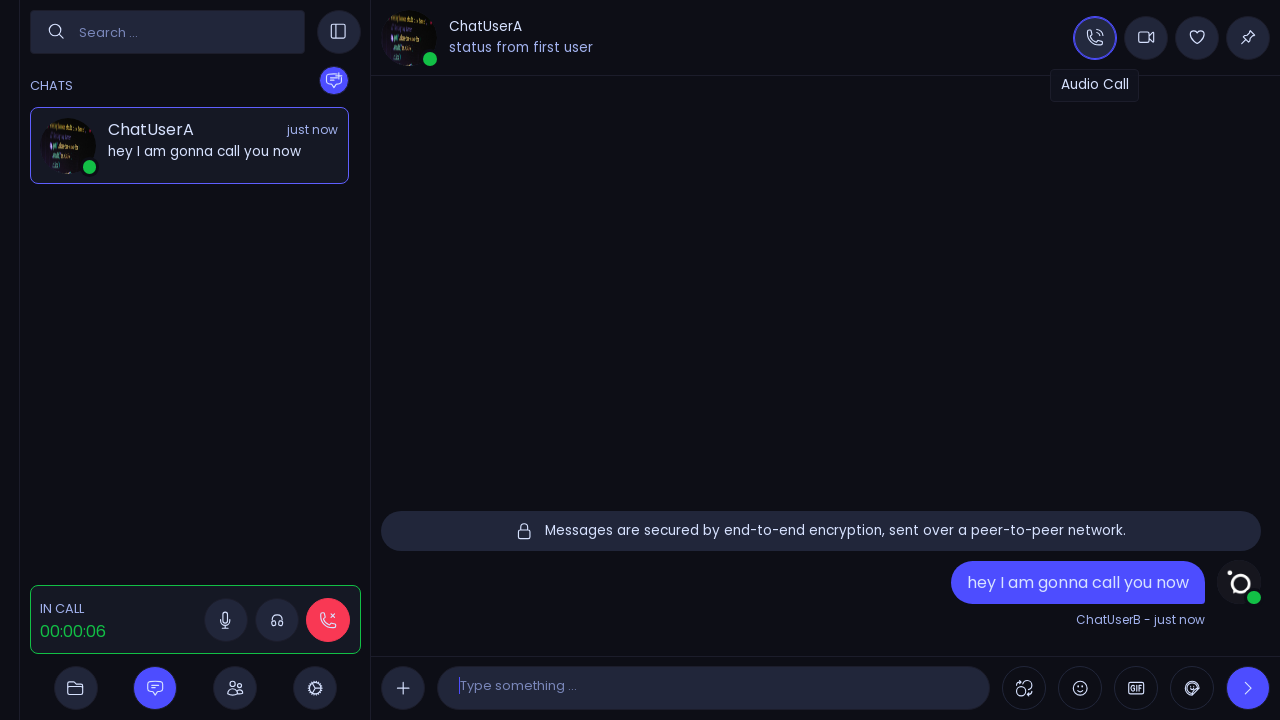 Search ...
CHATS
ChatUserA
just now
hey I am gonna call you now
IN CALL
00:00:06
ChatUserA
status from first user
Audio Call
Messages are secured by end-to-end encryption, sent over a peer-to-peer network.
hey I am gonna call you now
ChatUserB - just now
Type something ...
GIF